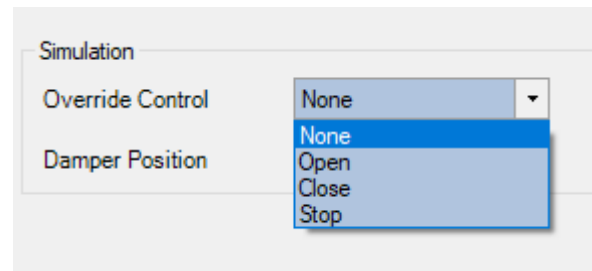 Simulation
Override Control None
None
Damper Position Open
Close
Stop